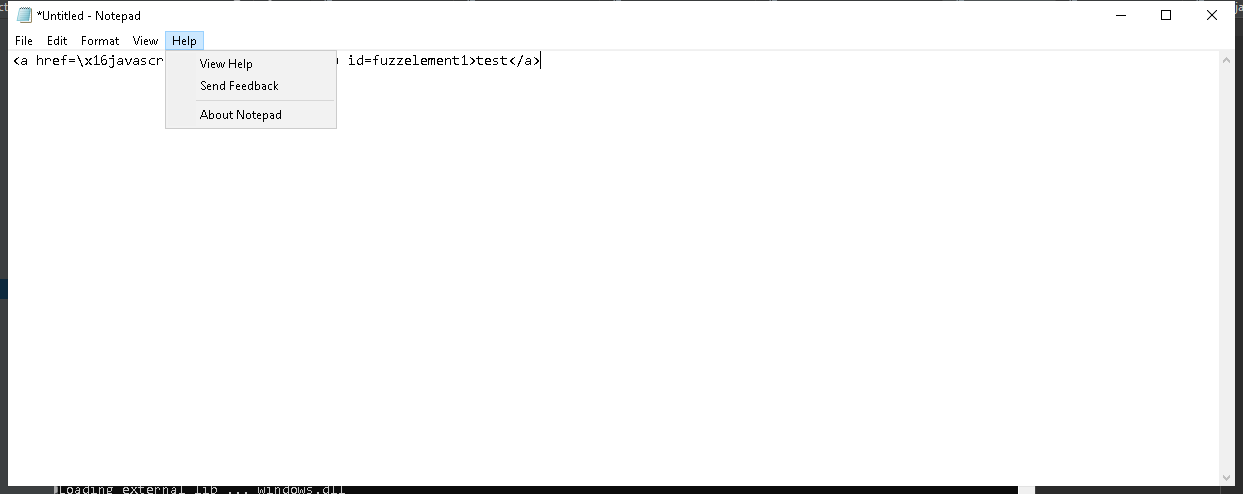 *Untitled - Notepad
File Edit Format View Help
<a href=\x16javascr id=fuzzelement1>test</a>
View Help
Send Feedback
About Notepad
Loading external lib ... windows.dll